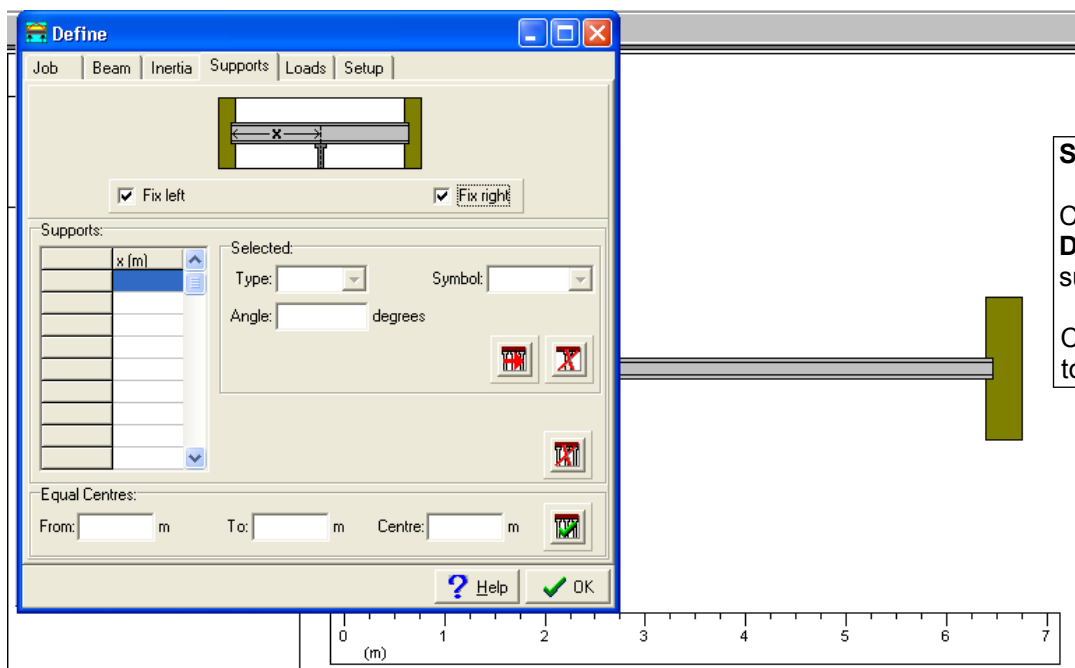 Define
Job Beam Inertia Supports Loads Setup
x
Fix left Fix right
Supports:
x (m)
Selected:
Type: Symbol:
Angle: degrees
Equal Centres:
From: m To: m Centre: m
? Help OK
S
C
D
su
C
to
0 1 2 3 4 5 6 7
(m)